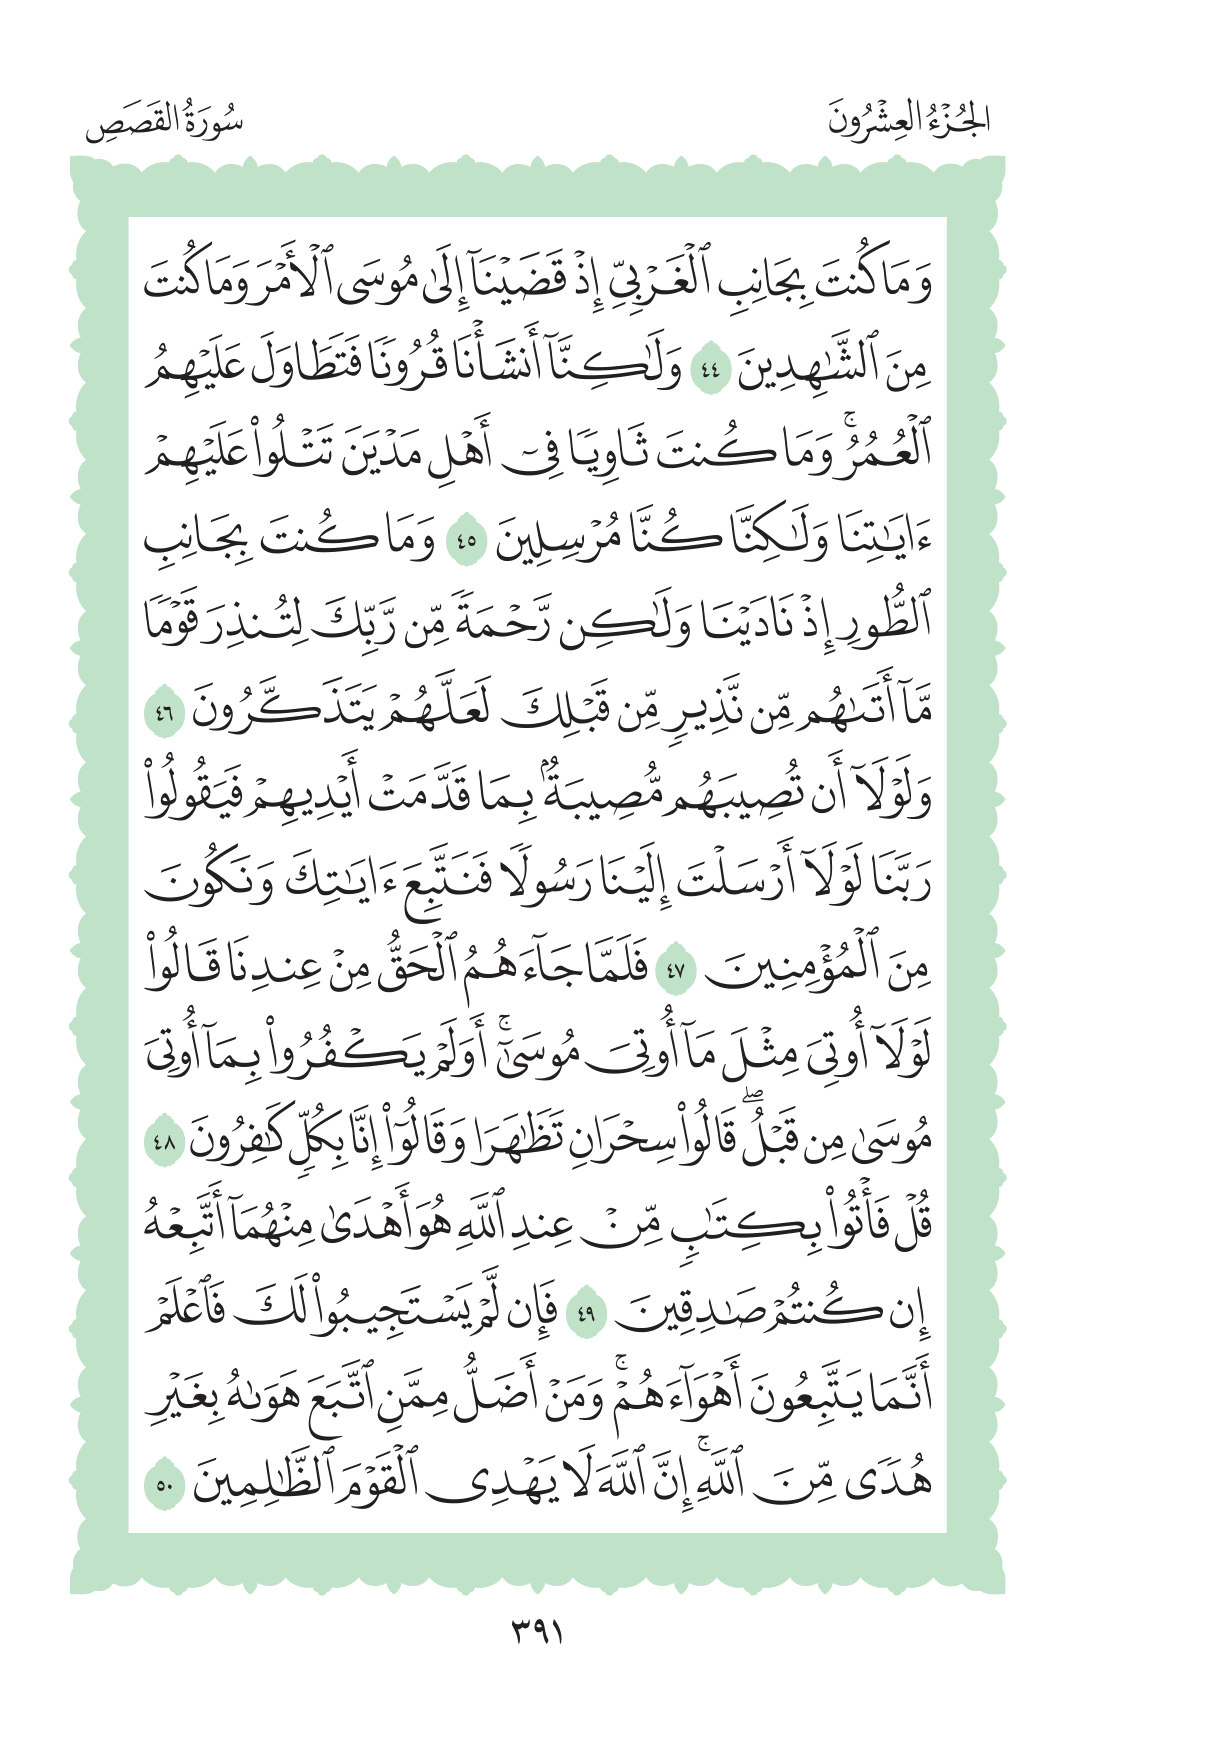 الجُزْءُ العِشْرُونَ
سُورَةُ القَصَصِ
وَمَا كُنتَ بِجَانِبِ ٱلْغَرْبِيِّ إِذْ قَضَيْنَآ إِلَىٰ مُوسَى ٱلْأَمْرَ وَمَا كُنتَ
مِنَ ٱلشَّٰهِدِينَ ٤٤ وَلَٰكِنَّآ أَنشَأْنَا قُرُونًا فَتَطَاوَلَ عَلَيْهِمُ
ٱلْعُمُرُۚ وَمَا كُنتَ ثَاوِيًا فِىٓ أَهْلِ مَدْيَنَ تَتْلُوا۟ عَلَيْهِمْ
ءَايَٰتِنَا وَلَٰكِنَّا كُنَّا مُرْسِلِينَ ٤٥ وَمَا كُنتَ بِجَانِبِ
ٱلطُّورِ إِذْ نَادَيْنَا وَلَٰكِن رَّحْمَةً مِّن رَّبِّكَ لِتُنذِرَ قَوْمًا
مَّآ أَتَىٰهُم مِّن نَّذِيرٍ مِّن قَبْلِكَ لَعَلَّهُمْ يَتَذَكَّرُونَ ٤٦
وَلَوْلَآ أَن تُصِيبَهُم مُّصِيبَةٌۢ بِمَا قَدَّمَتْ أَيْدِيهِمْ فَيَقُولُوا۟
رَبَّنَا لَوْلَآ أَرْسَلْتَ إِلَيْنَا رَسُولًا فَنَتَّبِعَ ءَايَٰتِكَ وَنَكُونَ
مِنَ ٱلْمُؤْمِنِينَ ٤٧ فَلَمَّا جَآءَهُمُ ٱلْحَقُّ مِنْ عِندِنَا قَالُوا۟
لَوْلَآ أُوتِىَ مِثْلَ مَآ أُوتِىَ مُوسَىٰٓۚ أَوَلَمْ يَكْفُرُوا۟ بِمَآ أُوتِىَ
مُوسَىٰ مِن قَبْلُۖ قَالُوا۟ سِحْرَانِ تَظَٰهَرَا وَقَالُوٓا۟ إِنَّا بِكُلٍّ كَٰفِرُونَ ٤٨
قُلْ فَأْتُوا۟ بِكِتَٰبٍ مِّنْ عِندِ ٱللَّهِ هُوَ أَهْدَىٰ مِنْهُمَآ أَتَّبِعْهُ
إِن كُنتُمْ صَٰدِقِينَ ٤٩ فَإِن لَّمْ يَسْتَجِيبُوا۟ لَكَ فَٱعْلَمْ
أَنَّمَا يَتَّبِعُونَ أَهْوَآءَهُمْۚ وَمَنْ أَضَلُّ مِمَّنِ ٱتَّبَعَ هَوَىٰهُ بِغَيْرِ
هُدًى مِّنَ ٱللَّهِۚ إِنَّ ٱللَّهَ لَا يَهْدِى ٱلْقَوْمَ ٱلظَّٰلِمِينَ ٥٠
٣٩١